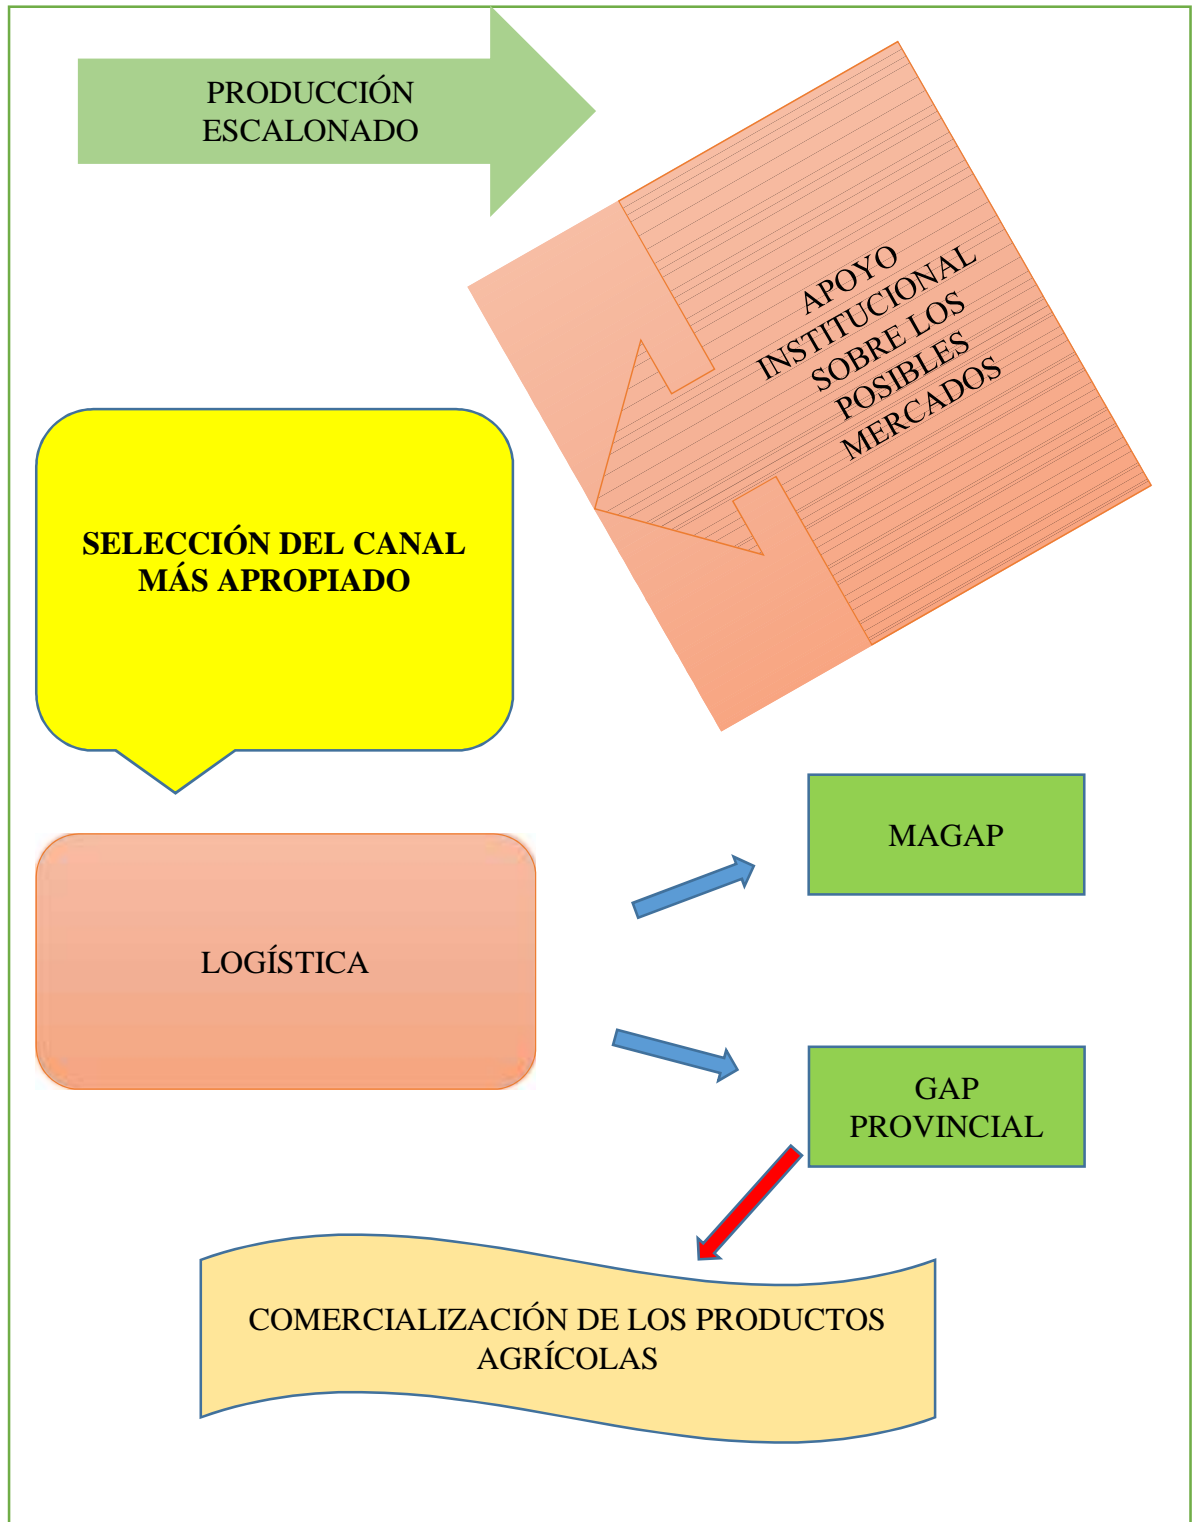 PRODUCCIÓN
ESCALONADO
APOYO
INSTITUCIONAL
SOBRE LOS
POSIBLES
MERCADOS
SELECCIÓN DEL CANAL
MÁS APROPIADO
MAGAP
LOGÍSTICA
GAP
PROVINCIAL
COMERCIALIZACIÓN DE LOS PRODUCTOS
AGRÍCOLAS